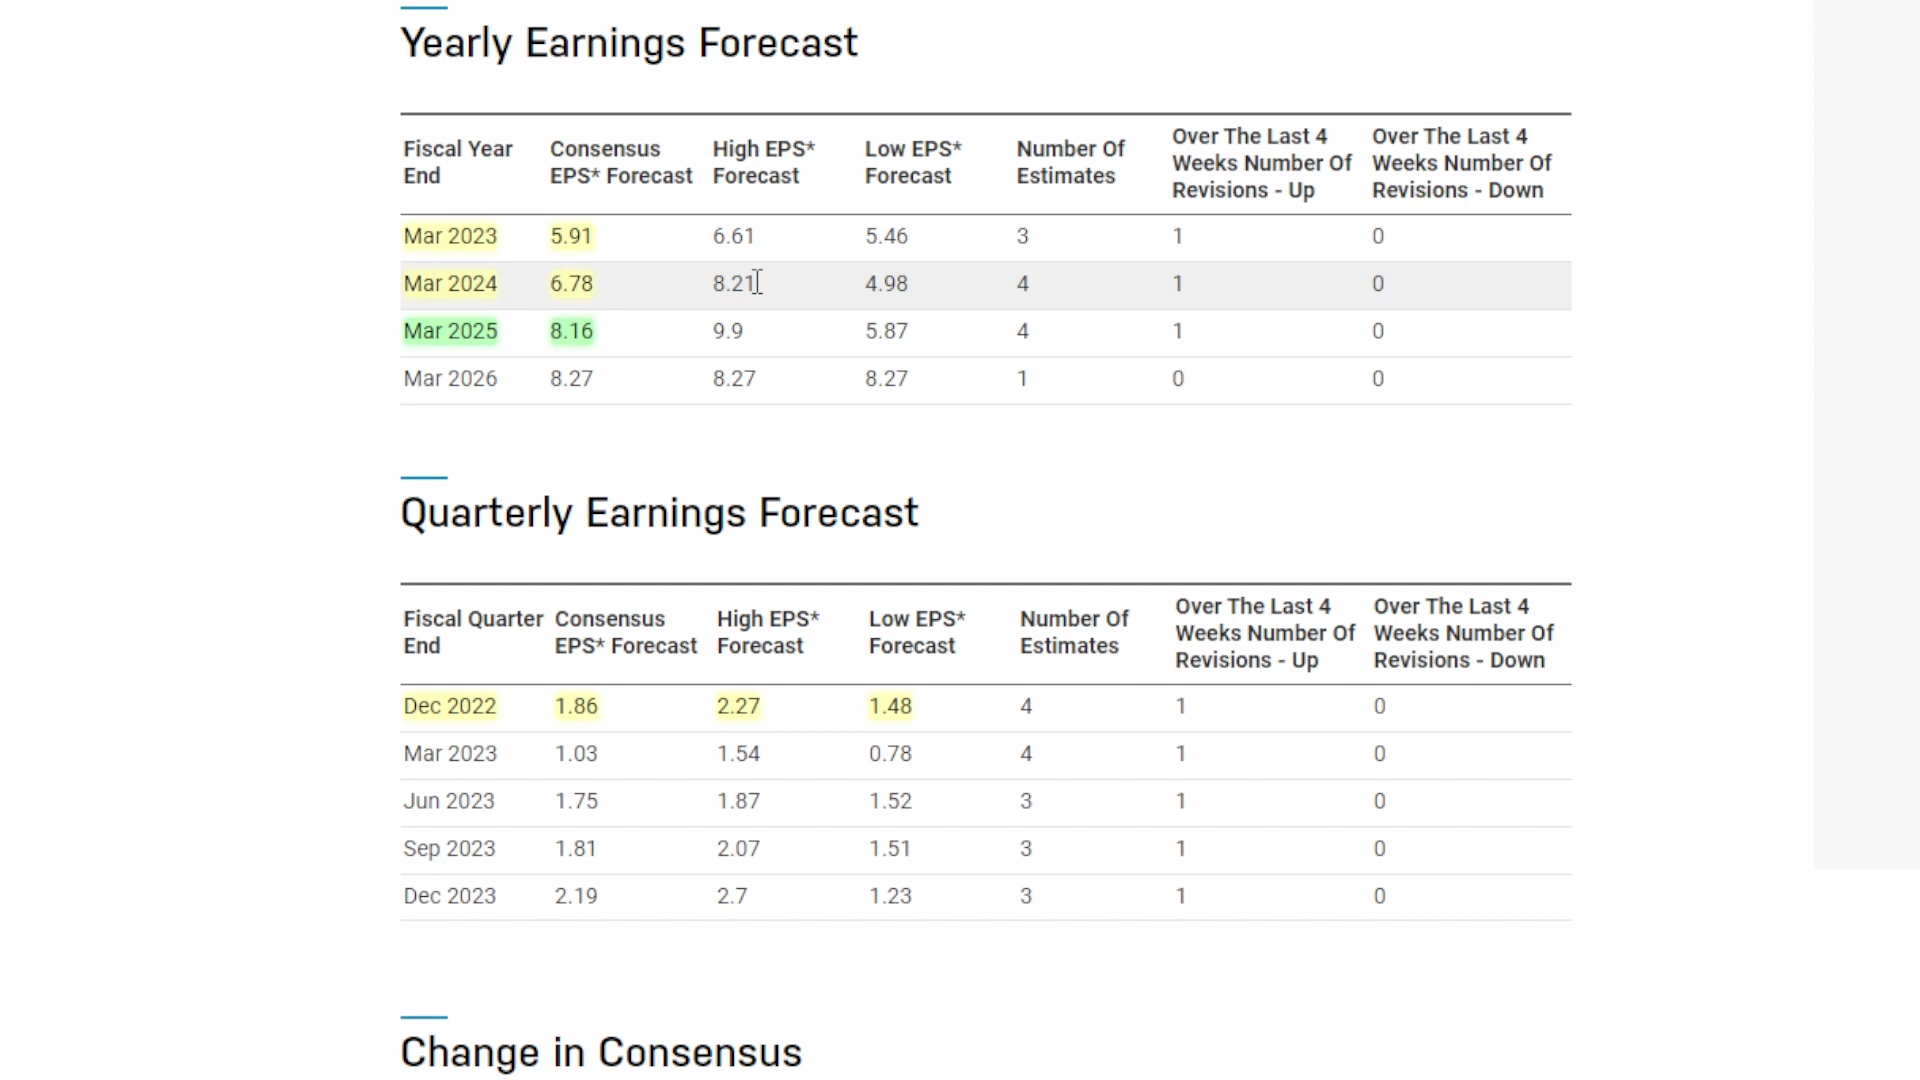 Yearly Earnings Forecast
Fiscal Year End | Consensus EPS* Forecast | High EPS* Forecast | Low EPS* Forecast | Number Of Estimates | Over The Last 4 Weeks Number Of Revisions - Up | Over The Last 4 Weeks Number Of Revisions - Down
Mar 2023 5.91 6.61 5.46 3 1 0
Mar 2024 6.78 8.21 4.98 4 1 0
Mar 2025 8.16 9.9 5.87 4 1 0
Mar 2026 8.27 8.27 8.27 1 0 0
Quarterly Earnings Forecast
Fiscal Quarter End | Consensus EPS* Forecast | High EPS* Forecast | Low EPS* Forecast | Number Of Estimates | Over The Last 4 Weeks Number Of Revisions - Up | Over The Last 4 Weeks Number Of Revisions - Down
Dec 2022 1.86 2.27 1.48 4 1 0
Mar 2023 1.03 1.54 0.78 4 1 0
Jun 2023 1.75 1.87 1.52 3 1 0
Sep 2023 1.81 2.07 1.51 3 1 0
Dec 2023 2.19 2.7 1.23 3 1 0
Change in Consensus